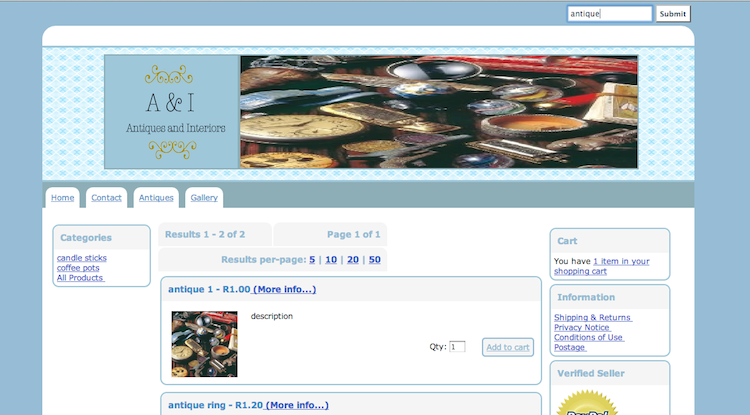 antique
Submit
A & I
Antiques and Interiors
Home
Contact
Antiques
Gallery
Categories
candle sticks
coffee pots
All Products
Results 1 - 2 of 2
Page 1 of 1
Results per-page: 5 | 10 | 20 | 50
antique 1 - R1.00 (More info...)
description
Qty: 1
Add to cart
antique ring - R1.20 (More info...)
Cart
You have 1 item in your
shopping cart
Information
Shipping & Returns
Privacy Notice
Conditions of Use
Postage
Verified Seller
PayPal